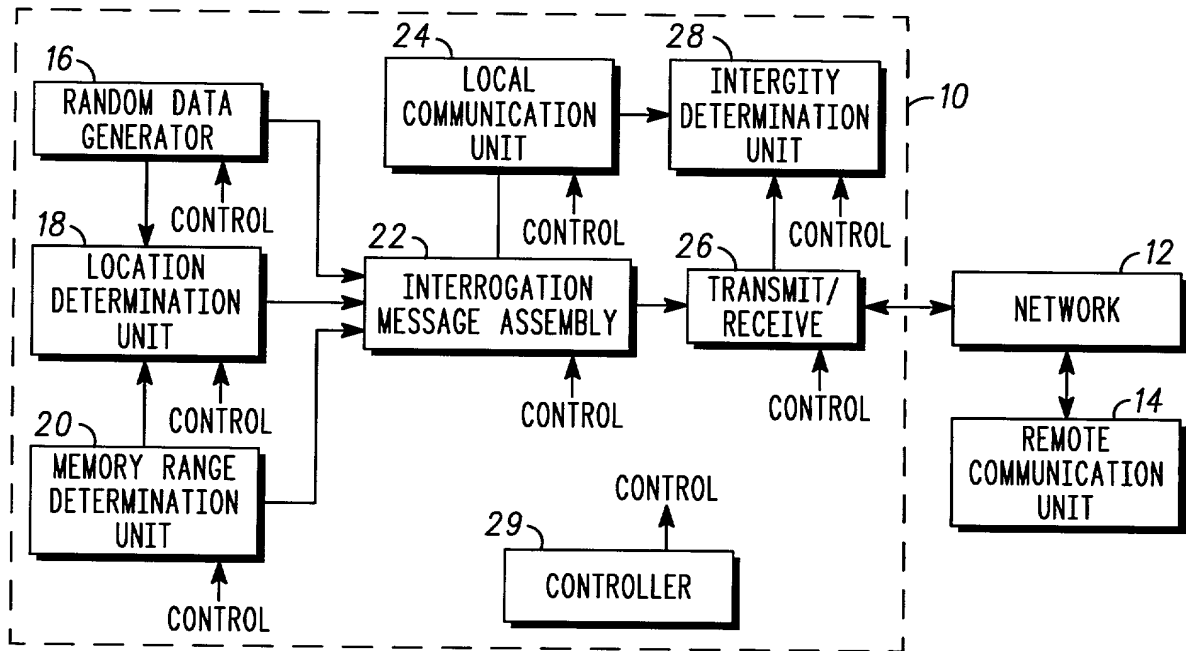 16
RANDOM DATA
GENERATOR
CONTROL
18
LOCATION
DETERMINATION
UNIT
CONTROL
20
MEMORY RANGE
DETERMINATION
UNIT
CONTROL
24
LOCAL
COMMUNICATION
UNIT
CONTROL
22
INTERROGATION
MESSAGE ASSEMBLY
CONTROL
28
INTERGITY
DETERMINATION
UNIT
CONTROL
26
TRANSMIT/
RECEIVE
CONTROL
CONTROL
29
CONTROLLER
10
12
NETWORK
14
REMOTE
COMMUNICATION
UNIT